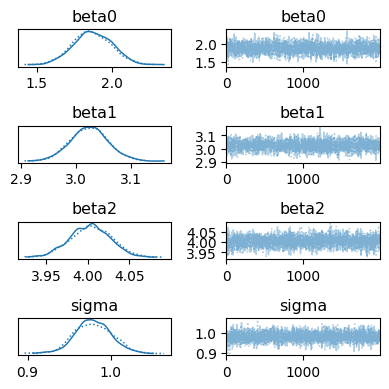 beta0 beta0
2.0
1.5
1.5 2.0 0 1000
beta1 beta1
3.1
3.0
2.9
2.9 3.0 3.1 0 1000
beta2 beta2
4.05
4.00
3.95
3.95 4.00 4.05 0 1000
sigma sigma
1.0
0.9
0.9 1.0 0 1000